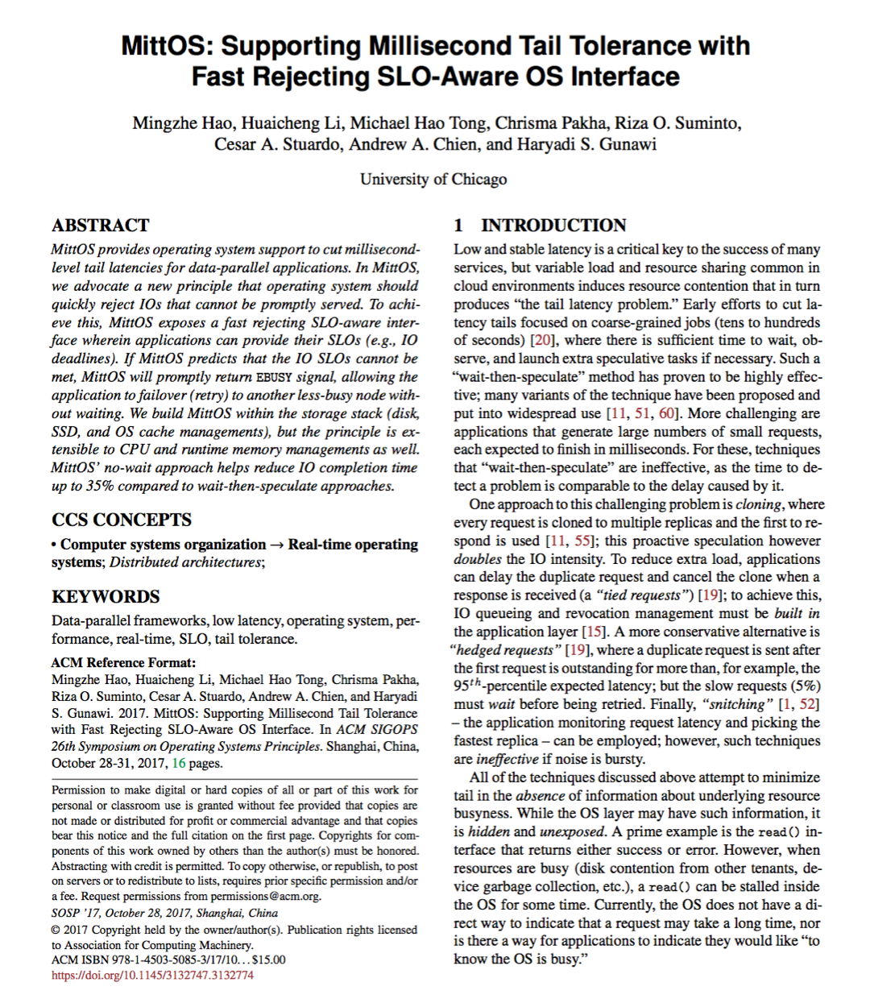 MittOS: Supporting Millisecond Tail Tolerance with
Fast Rejecting SLO-Aware OS Interface
Mingzhe Hao, Huaicheng Li, Michael Hao Tong, Chrisma Pakha, Riza O. Suminto,
Cesar A. Stuardo, Andrew A. Chien, and Haryadi S. Gunawi
University of Chicago
ABSTRACT
MittOS provides operating system support to cut millisecond-
level tail latencies for data-parallel applications. In MittOS,
we advocate a new principle that operating system should
quickly reject IOs that cannot be promptly served. To achi-
eve this, MittOS exposes a fast rejecting SLO-aware inter-
face wherein applications can provide their SLOs (e.g., IO
deadlines). If MittOS predicts that the IO SLOs cannot be
met, MittOS will promptly return EBUSY signal, allowing the
application to failover (retry) to another less-busy node with-
out waiting. We build MittOS within the storage stack (disk,
SSD, and OS cache managements), but the principle is ex-
tensible to CPU and runtime memory managements as well.
MittOS' no-wait approach helps reduce IO completion time
up to 35% compared to wait-then-speculate approaches.
CCS CONCEPTS
• Computer systems organization → Real-time operating
systems; Distributed architectures;
KEYWORDS
Data-parallel frameworks, low latency, operating system, per-
formance, real-time, SLO, tail tolerance.
ACM Reference Format:
Mingzhe Hao, Huaicheng Li, Michael Hao Tong, Chrisma Pakha,
Riza O. Suminto, Cesar A. Stuardo, Andrew A. Chien, and Haryadi
S. Gunawi. 2017. MittOS: Supporting Millisecond Tail Tolerance
with Fast Rejecting SLO-Aware OS Interface. In ACM SIGOPS
26th Symposium on Operating Systems Principles. Shanghai, China,
October 28-31, 2017, 16 pages.
Permission to make digital or hard copies of all or part of this work for
personal or classroom use is granted without fee provided that copies are
not made or distributed for profit or commercial advantage and that copies
bear this notice and the full citation on the first page. Copyrights for com-
ponents of this work owned by others than the author(s) must be honored.
Abstracting with credit is permitted. To copy otherwise, or republish, to post
on servers or to redistribute to lists, requires prior specific permission and/or
a fee. Request permissions from permissions@acm.org.
SOSP '17, October 28, 2017, Shanghai, China
© 2017 Copyright held by the owner/author(s). Publication rights licensed
to Association for Computing Machinery.
ACM ISBN 978-1-4503-5085-3/17/10...$15.00
https://doi.org/10.1145/3132747.3132774
1 INTRODUCTION
Low and stable latency is a critical key to the success of many
services, but variable load and resource sharing common in
cloud environments induces resource contention that in turn
produces “the tail latency problem.” Early efforts to cut la-
tency tails focused on coarse-grained jobs (tens to hundreds
of seconds) [20], where there is sufficient time to wait, ob-
serve, and launch extra speculative tasks if necessary. Such a
“wait-then-speculate” method has proven to be highly effec-
tive; many variants of the technique have been proposed and
put into widespread use [11, 51, 60]. More challenging are
applications that generate large numbers of small requests,
each expected to finish in milliseconds. For these, techniques
that “wait-then-speculate” are ineffective, as the time to de-
tect a problem is comparable to the delay caused by it.
One approach to this challenging problem is cloning, where
every request is cloned to multiple replicas and the first to re-
spond is used [11, 55]; this proactive speculation however
doubles the IO intensity. To reduce extra load, applications
can delay the duplicate request and cancel the clone when a
response is received (a “tied requests”) [19]; to achieve this,
IO queueing and revocation management must be built in
the application layer [15]. A more conservative alternative is
“hedged requests” [19], where a duplicate request is sent after
the first request is outstanding for more than, for example, the
95th-percentile expected latency; but the slow requests (5%)
must wait before being retried. Finally, “snitching” [1, 52]
– the application monitoring request latency and picking the
fastest replica – can be employed; however, such techniques
are ineffective if noise is bursty.
All of the techniques discussed above attempt to minimize
tail in the absence of information about underlying resource
busyness. While the OS layer may have such information, it
is hidden and unexposed. A prime example is the read() in-
terface that returns either success or error. However, when
resources are busy (disk contention from other tenants, de-
vice garbage collection, etc.), a read() can be stalled inside
the OS for some time. Currently, the OS does not have a di-
rect way to indicate that a request may take a long time, nor
is there a way for applications to indicate they would like “to
know the OS is busy.”